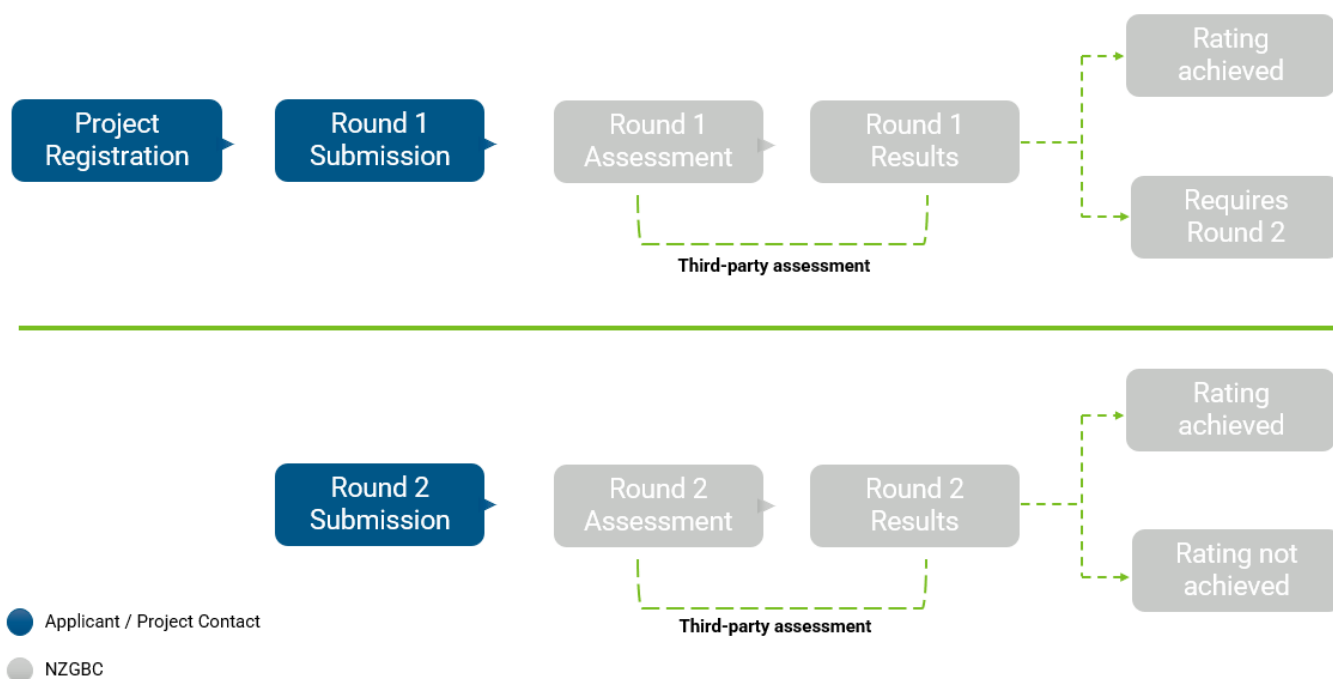 Project
Registration
Round 1
Submission
Round 1
Assessment
Round 1
Results
Rating
achieved
Requires
Round 2
Third-party assessment
Round 2
Submission
Round 2
Assessment
Round 2
Results
Rating
achieved
Rating not
achieved
Third-party assessment
Applicant / Project Contact
NZGBC